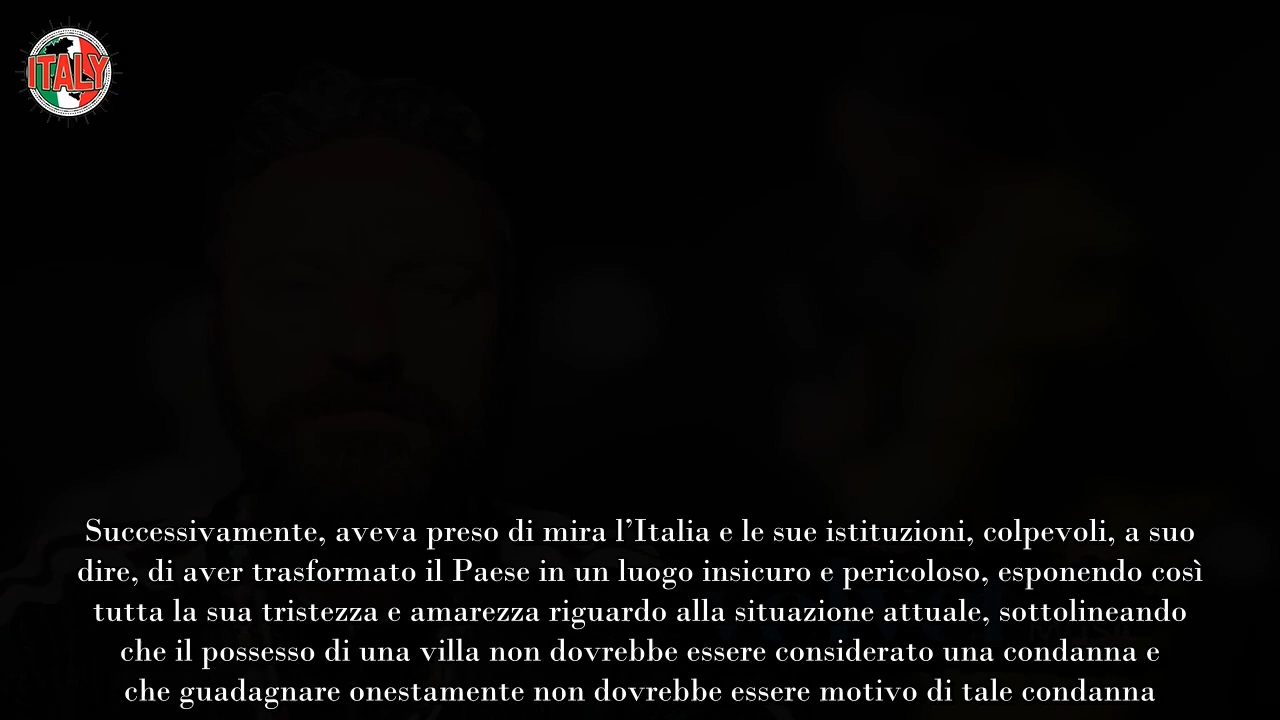 ITALY
Successivamente, aveva preso di mira l’Italia e le sue istituzioni, colpevoli, a suo
dire, di aver trasformato il Paese in un luogo insicuro e pericoloso, esponendo così
tutta la sua tristezza e amarezza riguardo alla situazione attuale, sottolineando
che il possesso di una villa non dovrebbe essere considerato una condanna e
che guadagnare onestamente non dovrebbe essere motivo di tale condanna